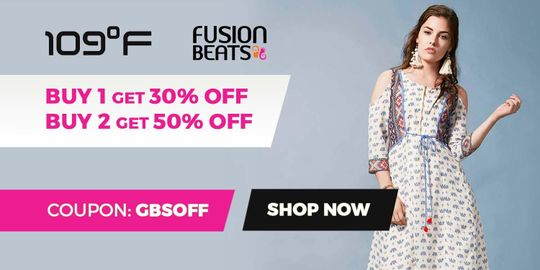 109°F
FUSION
BEATS
BUY 1 GET 30% OFF
BUY 2 GET 50% OFF
COUPON: GBSOFF
SHOP NOW